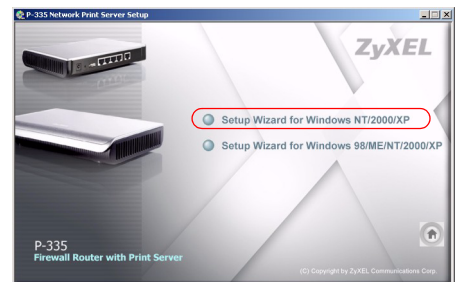 P-335 Network Print Server Setup
ZyXEL
Setup Wizard for Windows NT/2000/XP
Setup Wizard for Windows 98/ME/NT/2000/XP
P-335
Firewall Router with Print Server
(C) Copyright by ZyXEL Communications Corp.